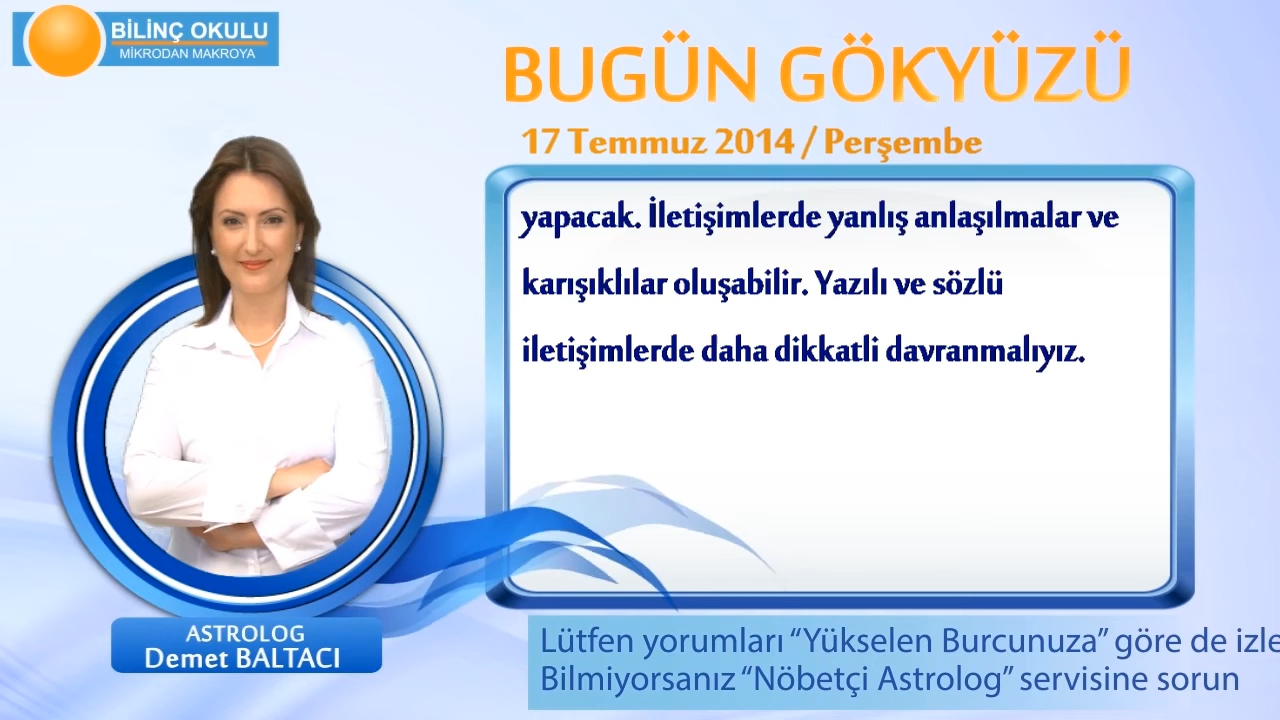 BİLİNÇ OKULU
MİKRODAN MAKROYA
BUGÜN GÖKYÜZÜ
17 Temmuz 2014 / Perşembe
yapacak. İletişimlerde yanlış anlaşılmalar ve
karışıklılar oluşabilir. Yazılı ve sözlü
iletişimlerde daha dikkatli davranmalıyız.
ASTROLOG
Demet BALTACI
Lütfen yorumları “Yükselen Burcunuza” göre de izle
Bilmiyorsanız “Nöbetçi Astrolog” servisine sorun